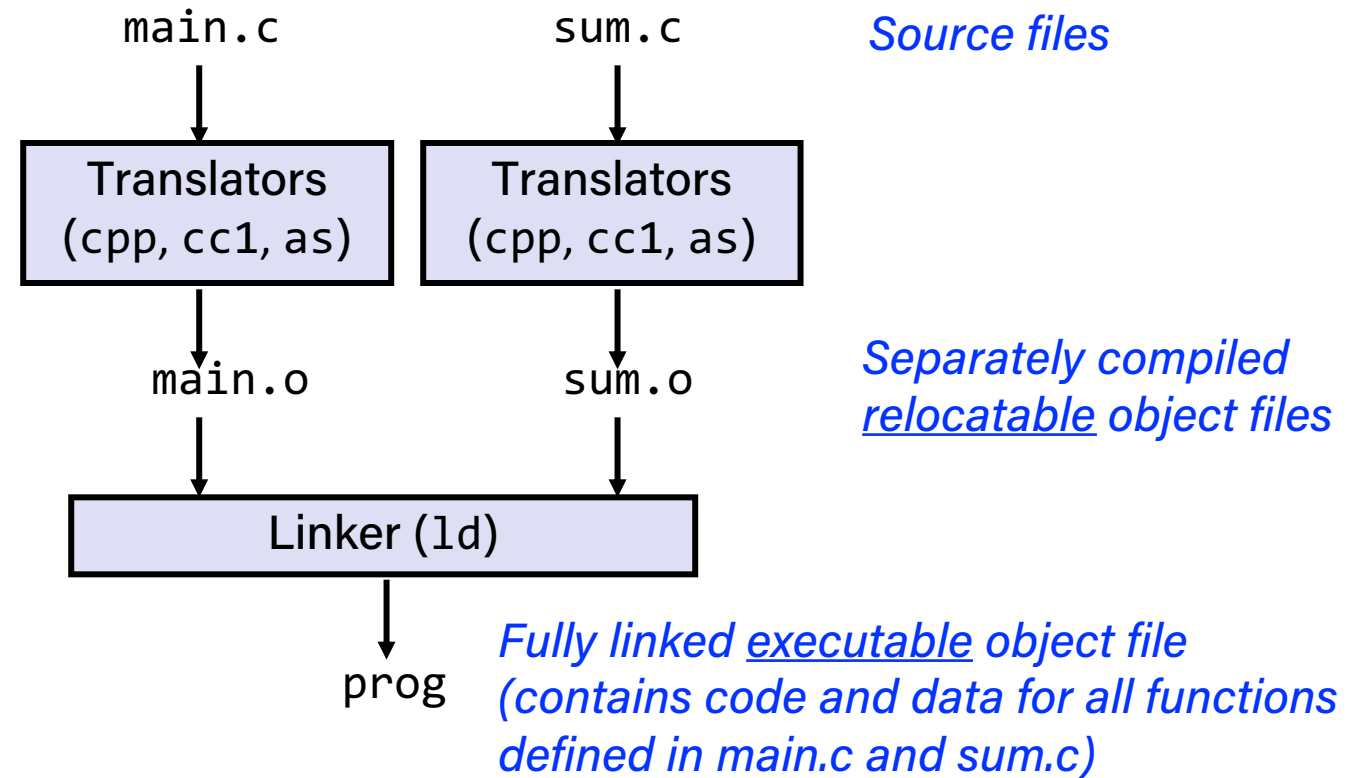 main.c
sum.c
Source files
Translators
(cpp, cc1, as)
Translators
(cpp, cc1, as)
main.o
sum.o
Separately compiled
relocatable object files
Linker (ld)
prog
Fully linked executable object file
(contains code and data for all functions
defined in main.c and sum.c)